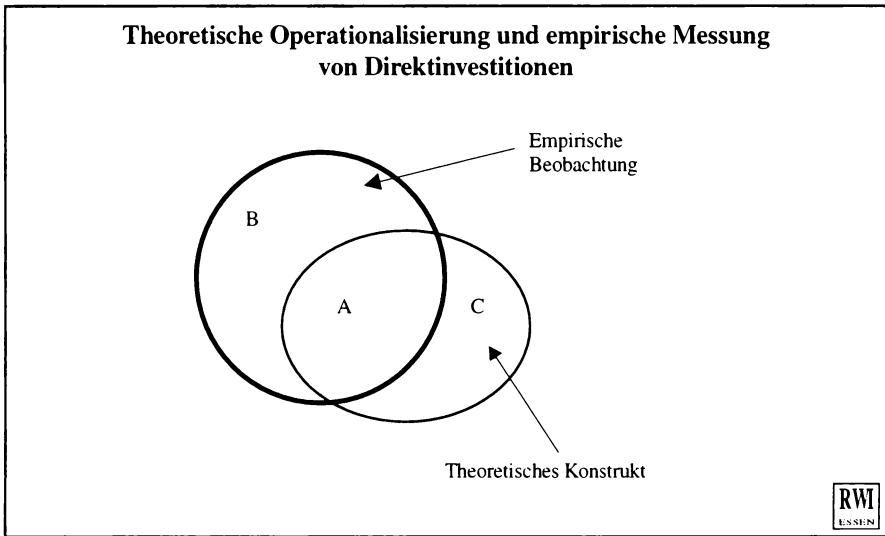 Theoretische Operationalisierung und empirische Messung
von Direktinvestitionen
Empirische
Beobachtung
B
A
C
Theoretisches Konstrukt
RWI
ESSEN